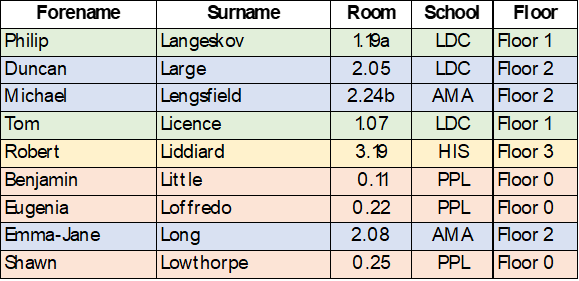 Forename Surname Room School Floor
Philip Langeskov 1.19a LDC Floor 1
Duncan Large 2.05 LDC Floor 2
Michael Lengsfield 2.24b AMA Floor 2
Tom Licence 1.07 LDC Floor 1
Robert Liddiard 3.19 HIS Floor 3
Benjamin Little 0.11 PPL Floor 0
Eugenia Loffredo 0.22 PPL Floor 0
Emma-Jane Long 2.08 AMA Floor 2
Shawn Lowthorpe 0.25 PPL Floor 0